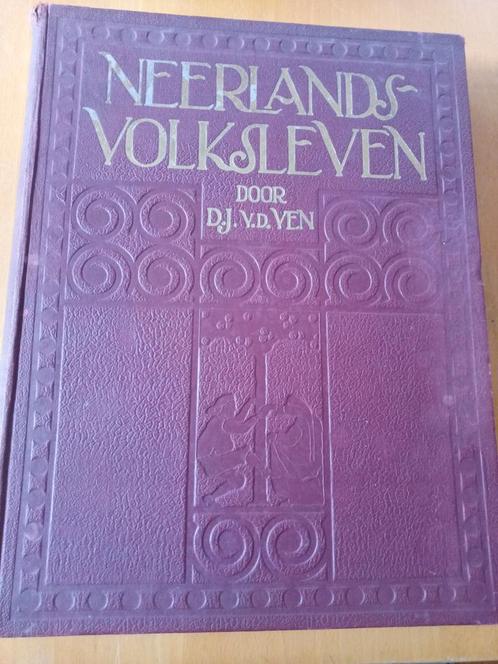 NEERLANDS-
VOLKSLEVEN
DOOR
D.J. V.D. VEN